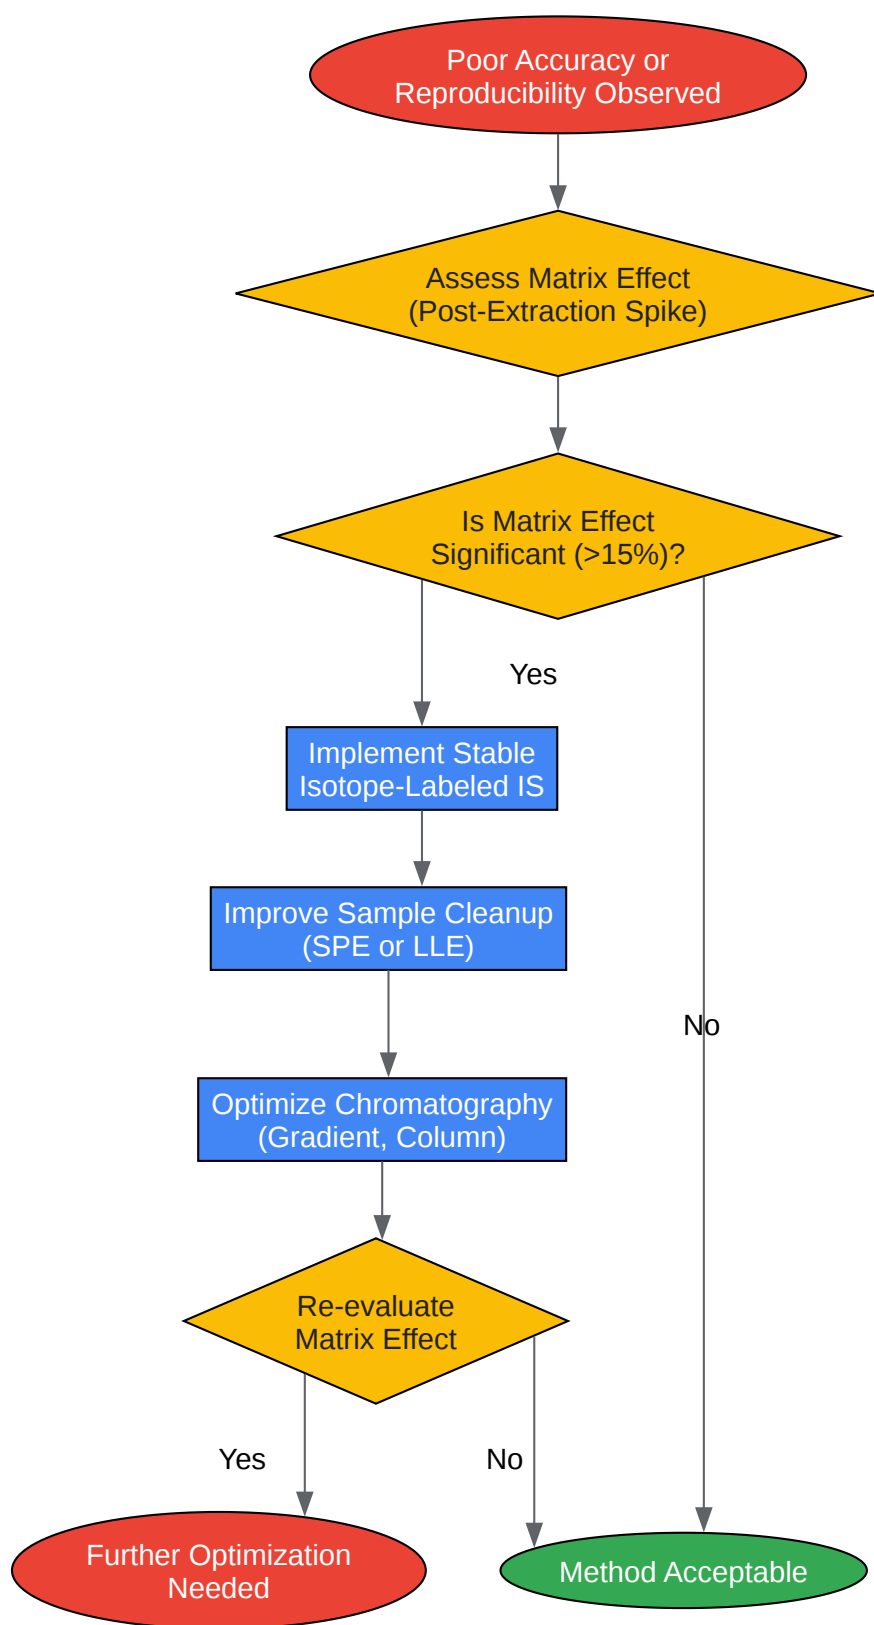 Poor Accuracy or
Reproducibility Observed
Assess Matrix Effect
(Post-Extraction Spike)
Is Matrix Effect
Significant (>15%)?
Yes
Implement Stable
Isotope-Labeled IS
Improve Sample Cleanup
(SPE or LLE)
No
Optimize Chromatography
(Gradient, Column)
Re-evaluate
Matrix Effect
Yes
No
Further Optimization
Needed
Method Acceptable